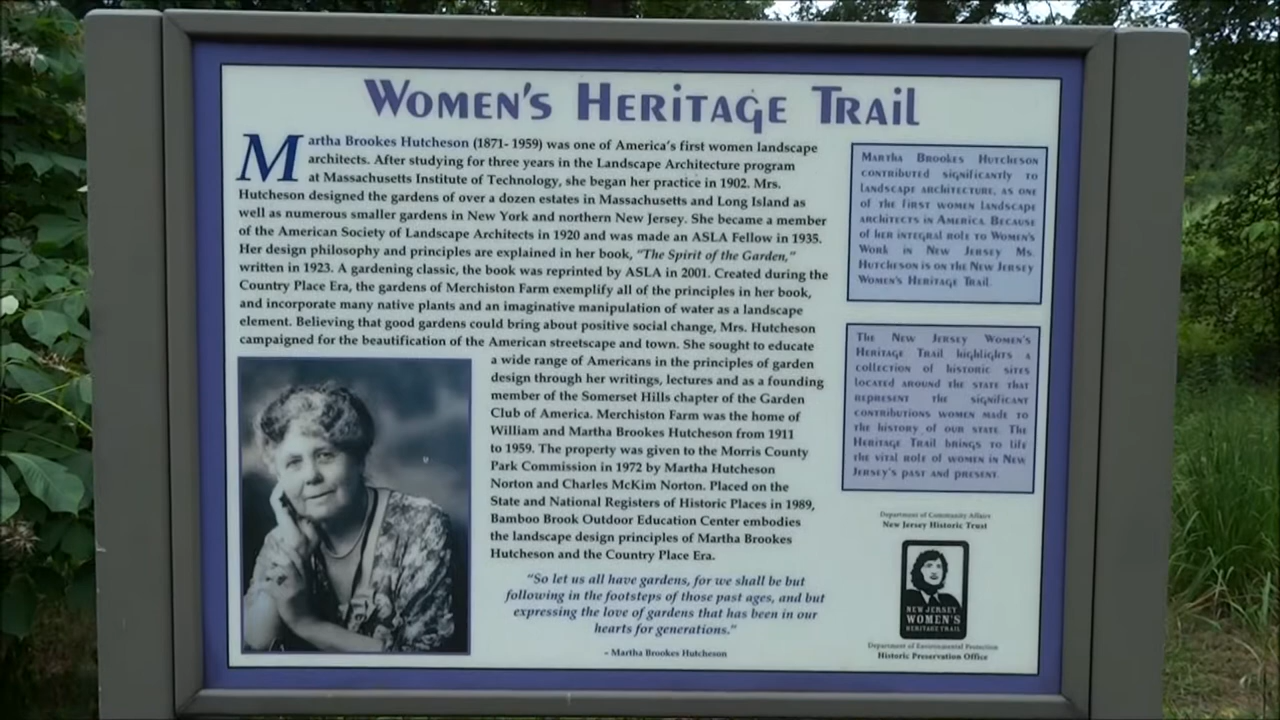 Women's Heritage Trail
Martha Brookes Hutcheson (1871- 1959) was one of America's first women landscape
architects. After studying for three years in the Landscape Architecture program
at Massachusetts Institute of Technology, she began her practice in 1902. Mrs.
Hutcheson designed the gardens of over a dozen estates in Massachusetts and Long Island as
well as numerous smaller gardens in New York and northern New Jersey. She became a member
of the American Society of Landscape Architects in 1920 and was made an ASLA Fellow in 1935.
Her design philosophy and principles are explained in her book, "The Spirit of the Garden,"
written in 1923. A gardening classic, the book was reprinted by ASLA in 2001. Created during the
Country Place Era, the gardens of Merchiston Farm exemplify all of the principles in her book,
and incorporate many native plants and an imaginative manipulation of water as a landscape
element. Believing that good gardens could bring about positive social change, Mrs. Hutcheson
campaigned for the beautification of the American streetscape and town. She sought to educate
a wide range of Americans in the principles of garden
design through her writings, lectures and as a founding
member of the Somerset Hills chapter of the Garden
Club of America. Merchiston Farm was the home of
William and Martha Brookes Hutcheson from 1911
to 1959. The property was given to the Morris County
Park Commission in 1972 by Martha Hutcheson
Norton and Charles McKim Norton. Placed on the
State and National Registers of Historic Places in 1989,
Bamboo Brook Outdoor Education Center embodies
the landscape design principles of Martha Brookes
Hutcheson and the Country Place Era.
"So let us all have gardens, for we shall be but
following in the footsteps of those past ages, and but
expressing the love of gardens that has been in our
hearts for generations."
~ Martha Brookes Hutcheson
Martha Brookes Hutcheson
contributed significantly to
landscape architecture, as one
of the first women landscape
architects in America. Because
of her integral role to Women's
Work in New Jersey Ms.
Hutcheson is on the New Jersey
Women's Heritage Trail.
The New Jersey Women's
Heritage Trail highlights a
collection of historic sites
located around the state that
represent the significant
contributions women made to
the history of our state. The
Heritage Trail brings to life
the vital role of women in New
Jersey's past and present.
Department of Community Affairs
New Jersey Historic Trust
NEW JERSEY
WOMEN'S
HERITAGE TRAIL
Department of Environmental Protection
Historic Preservation Office